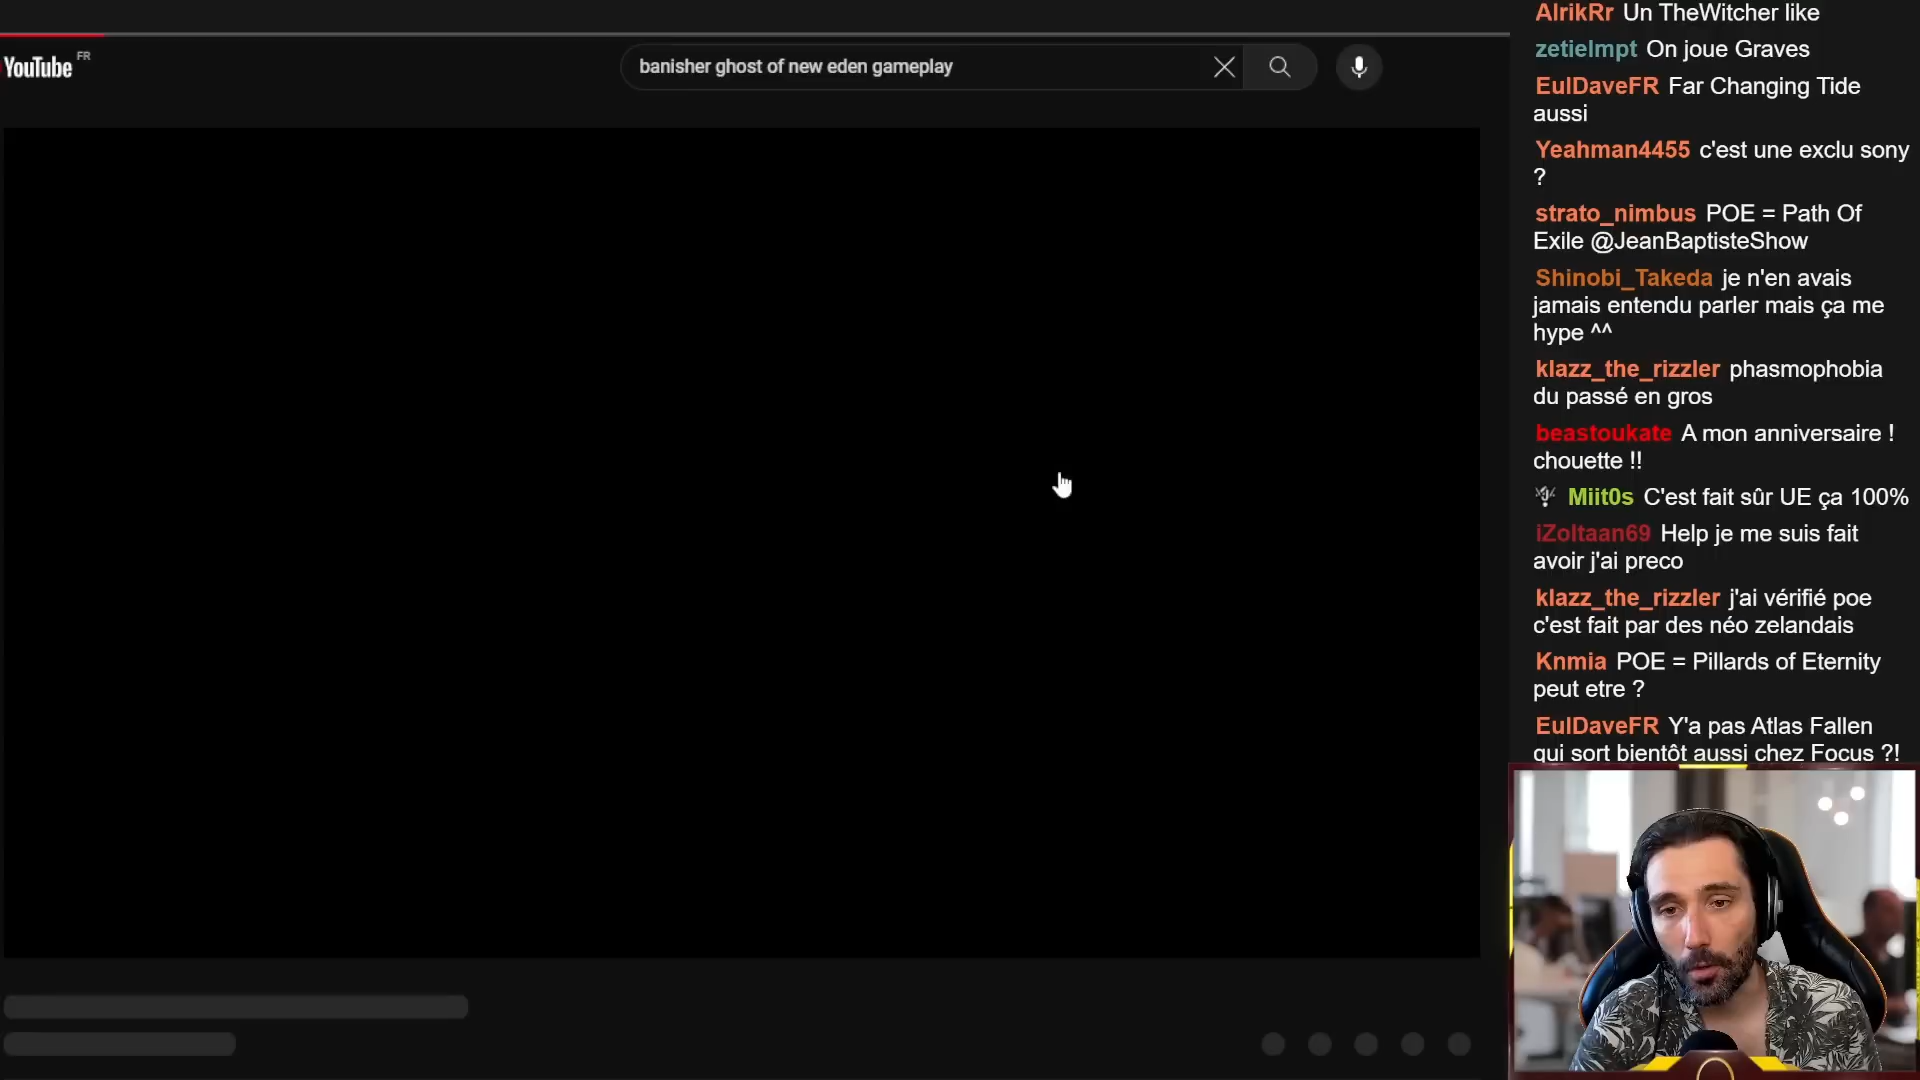 YouTube FR
banisher ghost of new eden gameplay
AlrikRr Un TheWitcher like
zetielmpt On joue Graves
EulDaveFR Far Changing Tide
aussi
Yeahman4455 c'est une exclu sony
?
strato_nimbus POE = Path Of
Exile @JeanBaptisteShow
Shinobi_Takeda je n'en avais
jamais entendu parler mais ça me
hype ^^
klazz_the_rizzler phasmophobia
du passé en gros
beastoukate A mon anniversaire !
chouette !!
Miit0s C'est fait sûr UE ça 100%
iZoltaan69 Help je me suis fait
avoir j'ai preco
klazz_the_rizzler j'ai vérifié poe
c'est fait par des néo zelandais
Knmia POE = Pillards of Eternity
peut etre ?
EulDaveFR Y'a pas Atlas Fallen
qui sort bientôt aussi chez Focus ?!